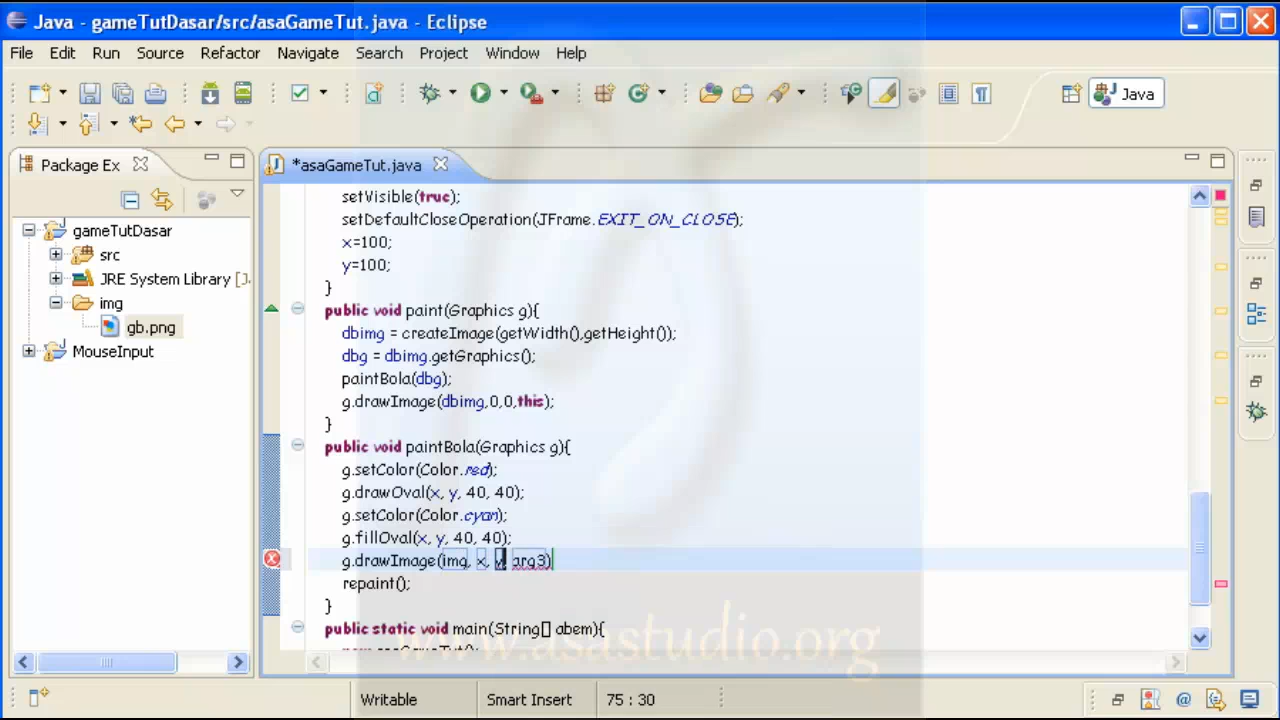 Java - gameTutDasar/src/asaGameTut.java - Eclipse
File Edit Run Source Refactor Navigate Search Project Window Help
Java
Package Ex
*asaGameTut.java
gameTutDasar
src
JRE System Library [J
img
gb.png
MouseInput
setVisible(true);
setDefaultCloseOperation(JFrame.EXIT_ON_CLOSE);
x=100;
y=100;
}
public void paint(Graphics g){
dbimg = createImage(getWidth(),getHeight());
dbg = dbimg.getGraphics();
paintBola(dbg);
g.drawImage(dbimg,0,0,this);
}
public void paintBola(Graphics g){
g.setColor(Color.red);
g.drawOval(x, y, 40, 40);
g.setColor(Color.cyan);
g.fillOval(x, y, 40, 40);
g.drawImage(img, x, y, arg3)
repaint();
}
public static void main(String[] abem){
new asaGameTut();
www.asastudio.org
Writable
Smart Insert
75 : 30